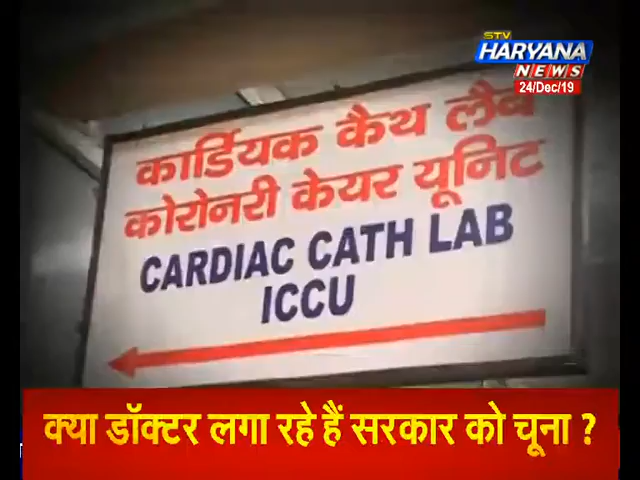 STV
HARYANA
NEWS
24/Dec/19
कार्डियक कैथ लैब
कोरोनरी केयर यूनिट
CARDIAC CATH LAB
ICCU
क्या डॉक्टर लगा रहे हैं सरकार को चूना ?